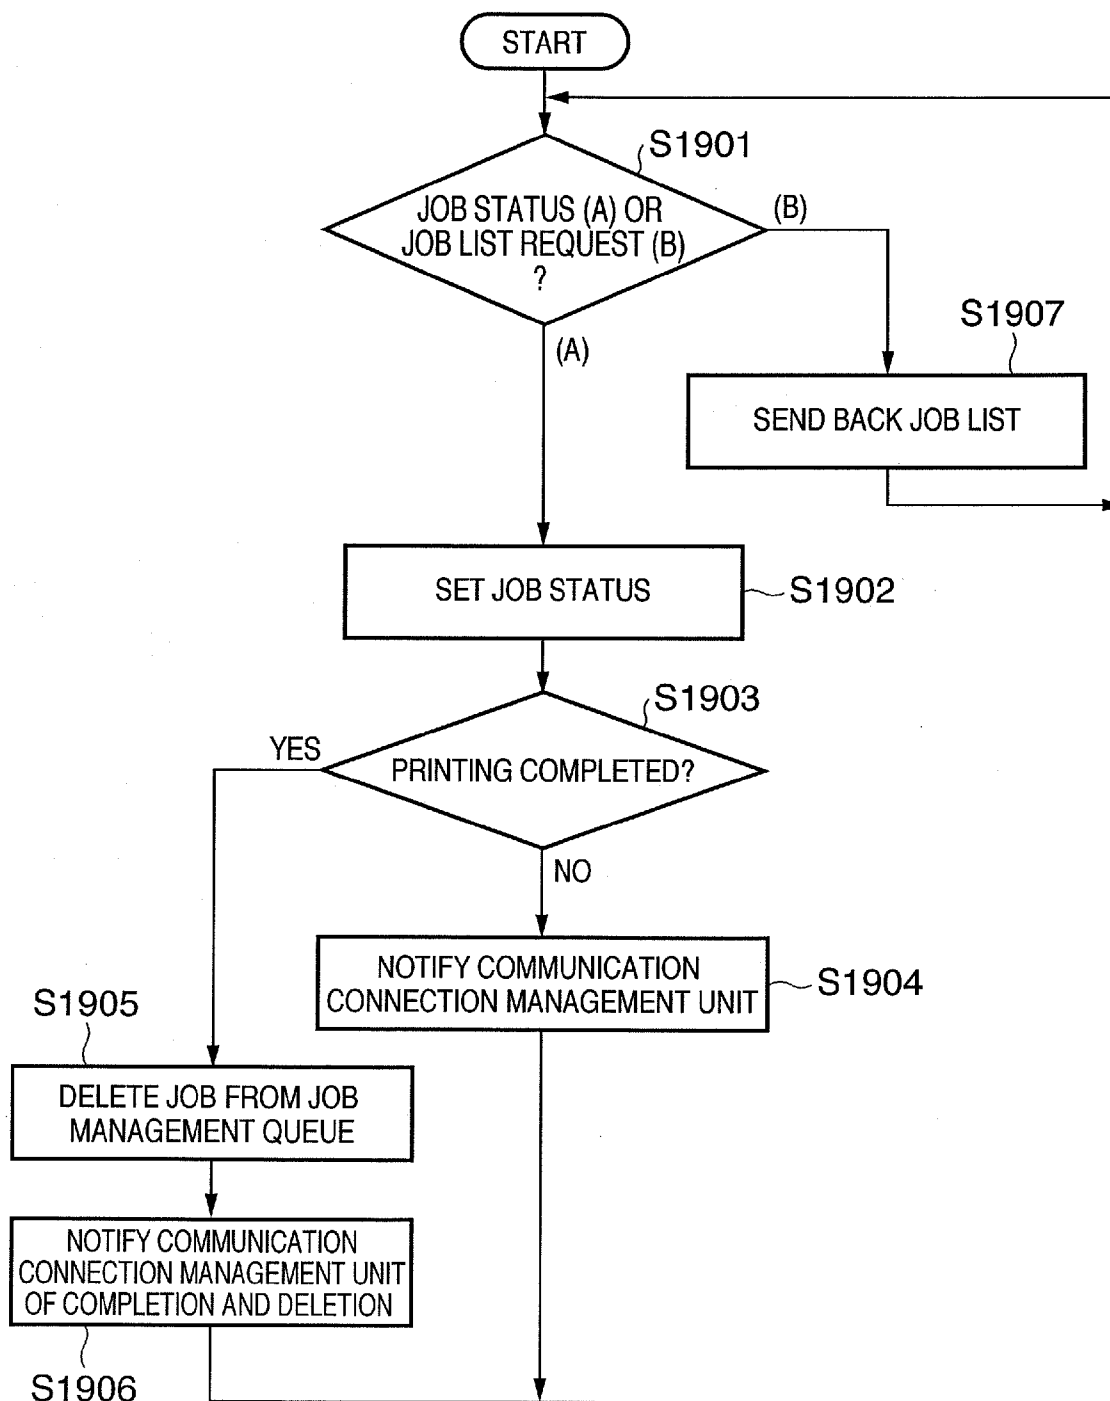 START
S1901
JOB STATUS (A) OR
JOB LIST REQUEST (B)
?
(B)
(A)
S1907
SEND BACK JOB LIST
SET JOB STATUS
S1902
S1903
YES
PRINTING COMPLETED?
NO
NOTIFY COMMUNICATION
CONNECTION MANAGEMENT UNIT
S1904
S1905
DELETE JOB FROM JOB
MANAGEMENT QUEUE
NOTIFY COMMUNICATION
CONNECTION MANAGEMENT UNIT
OF COMPLETION AND DELETION
S1906